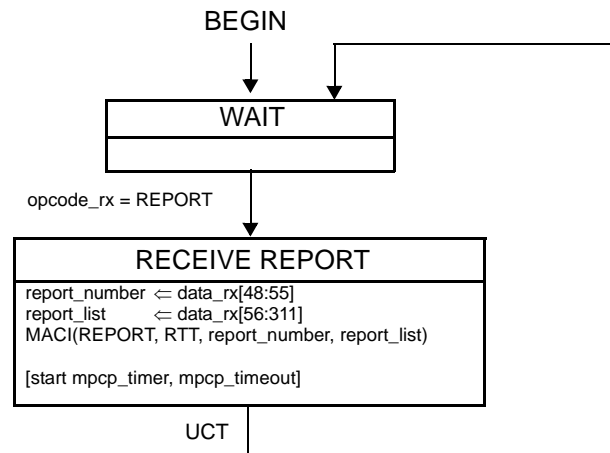 BEGIN
WAIT
opcode_rx = REPORT
RECEIVE REPORT
report_number ⇐ data_rx[48:55]
report_list ⇐ data_rx[56:311]
MACI(REPORT, RTT, report_number, report_list)
[start mpcp_timer, mpcp_timeout]
UCT